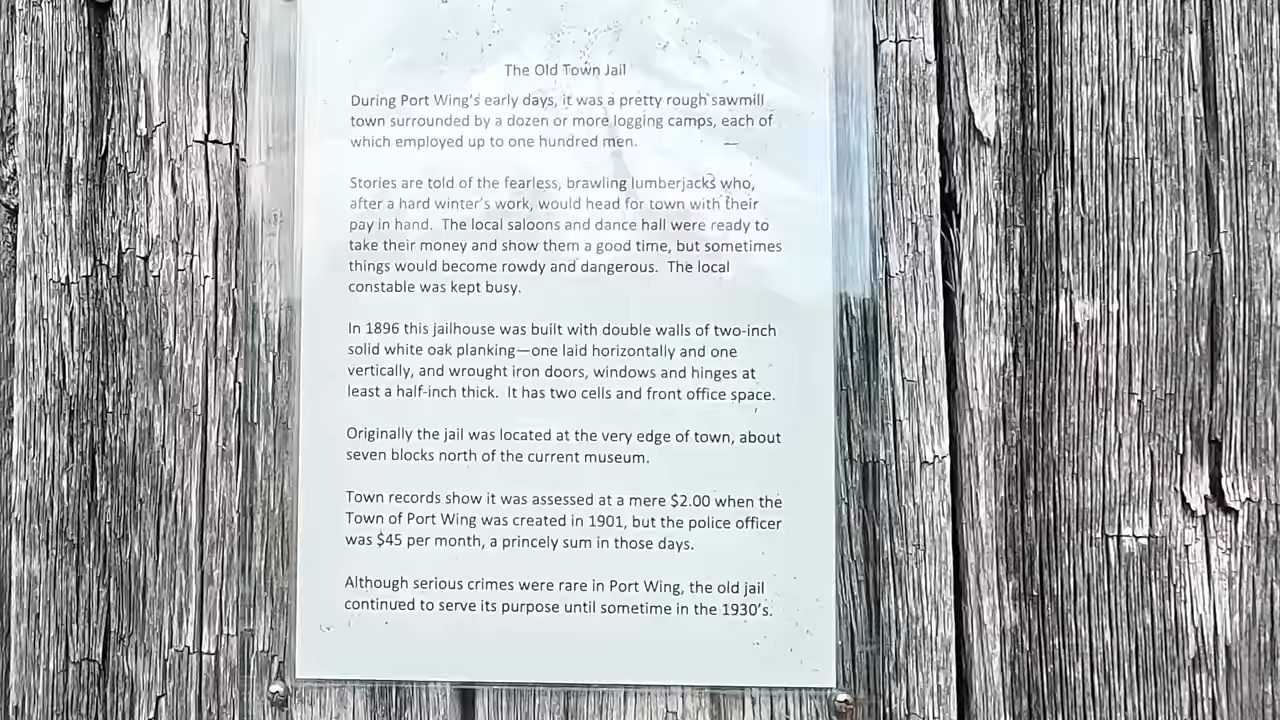 The Old Town Jail
During Port Wing's early days, it was a pretty rough sawmill
town surrounded by a dozen or more logging camps, each of
which employed up to one hundred men.
Stories are told of the fearless, brawling lumberjacks who,
after a hard winter's work, would head for town with their
pay in hand.  The local saloons and dance hall were ready to
take their money and show them a good time, but sometimes
things would become rowdy and dangerous.  The local
constable was kept busy.
In 1896 this jailhouse was built with double walls of two-inch
solid white oak planking—one laid horizontally and one
vertically, and wrought iron doors, windows and hinges at
least a half-inch thick.  It has two cells and front office space.
Originally the jail was located at the very edge of town, about
seven blocks north of the current museum.
Town records show it was assessed at a mere $2.00 when the
Town of Port Wing was created in 1901, but the police officer
was $45 per month, a princely sum in those days.
Although serious crimes were rare in Port Wing, the old jail
continued to serve its purpose until sometime in the 1930's.